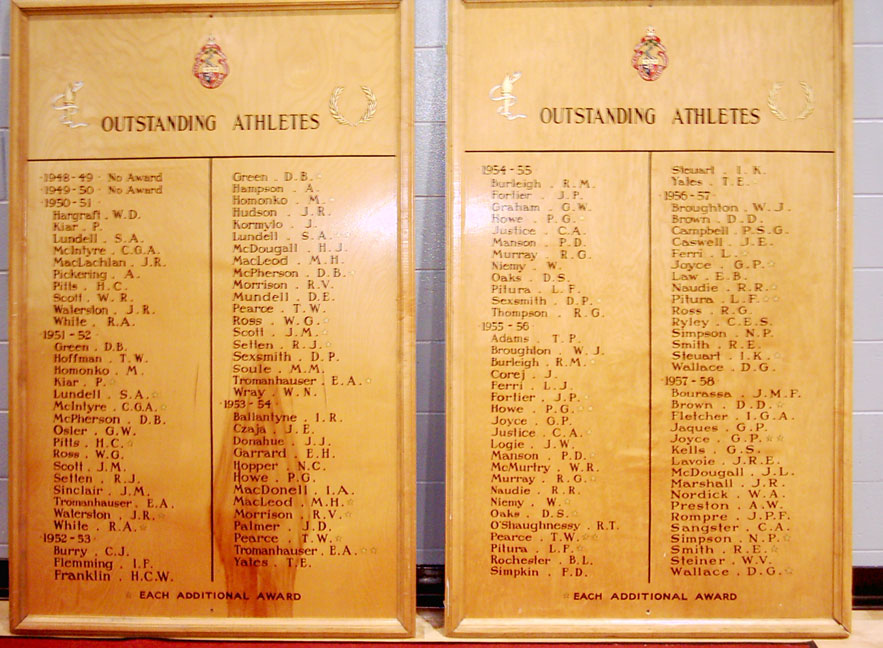 OUTSTANDING ATHLETES
1948-49 No Award
1949-50 No Award
1950-51
Hargraft . W.D.
Kiar . P.
Lundell . S.A.
McIntyre . C.G.A.
MacLachlan . J.R.
Pickering . A.
Pitts . H.C.
Scott . W.R.
Waterston . J.R.
White . R.A.
1951-52
Green . D.B.
Hoffman . T.W.
Homonko . M.
Kiar . P. ☆
Lundell . S.A. ☆
McIntyre . C.G.A. ☆
McPherson . D.B.
Osler . G.W.
Pitts . H.C. ☆
Ross . W.G.
Scott . J.M.
Setten . R.J.
Sinclair . J.M.
Tromanhauser . E.A.
Waterston . J.R. ☆
White . R.A. ☆
1952-53
Burry . C.J.
Flemming . I.F.
Franklin . H.C.W.
Green . D.B.
Hampson . A.
Homonko . M.
Hudson . J.R.
Kormylo . J.
Lundell . S.A.
McDougall . H.J.
MacLeod . M.H.
McPherson . D.B.
Morrison . R.V.
Mundell . D.E.
Pearce . T.W.
Ross . W.G.
Scott . J.M.
Setten . R.J.
Sexsmith . D.P.
Soule . M.M.
Tromanhauser . E.A. ☆
Wray . W.N.
1953-54
Ballantyne . I.R.
Czaja . J.E.
Donahue . J.J.
Garrard . E.H.
Hopper . N.C.
Howe . P.G.
MacDonell . I.A.
MacLeod . M.H. ☆
Morrison . R.V. ☆
Palmer . J.D.
Pearce . T.W. ☆
Tromanhauser . E.A. ☆☆
Yates . T.E.
☆ EACH ADDITIONAL AWARD
OUTSTANDING ATHLETES
1954-55
Burleigh . R.M.
Fortier . J.P.
Graham . G.W.
Howe . P.G.
Justice . C.A.
Manson . P.D.
Murray . R.G.
Niemy . W.
Oaks . D.S.
Pitura . L.F.
Sexsmith . D.P.
Thompson . R.G.
1955-56
Adams . T.P.
Broughton . W.J.
Burleigh . R.M. ☆
Corej . J.
Ferri . L.J.
Fortier . J.P. ☆
Howe . P.G. ☆
Joyce . G.P.
Justice . C.A. ☆
Logie . J.W.
Manson . P.D. ☆
McMurtry . W.R.
Murray . R.G. ☆
Naudie . R.R.
Niemy . W. ☆
Oaks . D.S. ☆
O'Shaughnessy . R.T.
Pearce . T.W. ☆☆
Pitura . L.F. ☆
Rochester . B.L.
Simpkin . F.D.
Steuart . I.K.
Yates . T.E.
1956-57
Broughton . W.J.
Brown . D.D.
Campbell . P.S.G.
Caswell . J.E.
Ferri . L.
Joyce . G.P. ☆
Law . E.B.
Naudie . R.R. ☆
Pitura . L.F. ☆
Ross . R.G.
Ryley . C.E.S.
Simpson . N.P.
Smith . R.E.
Steuart . I.K. ☆
Wallace . D.G.
1957-58
Bourassa . J.M.F.
Brown . D.D. ☆
Fletcher . I.G.A.
Jaques . G.P.
Joyce . G.P. ☆☆
Kells . G.S.
Lavoie . J.R.E.
McDougall . J.L.
Marshall . J.R.
Nordick . W.A.
Preston . A.W.
Rompre . J.P.F.
Sangster . C.A.
Simpson . N.P. ☆
Smith . R.E. ☆
Steiner . W.V.
Wallace . D.G. ☆
☆ EACH ADDITIONAL AWARD